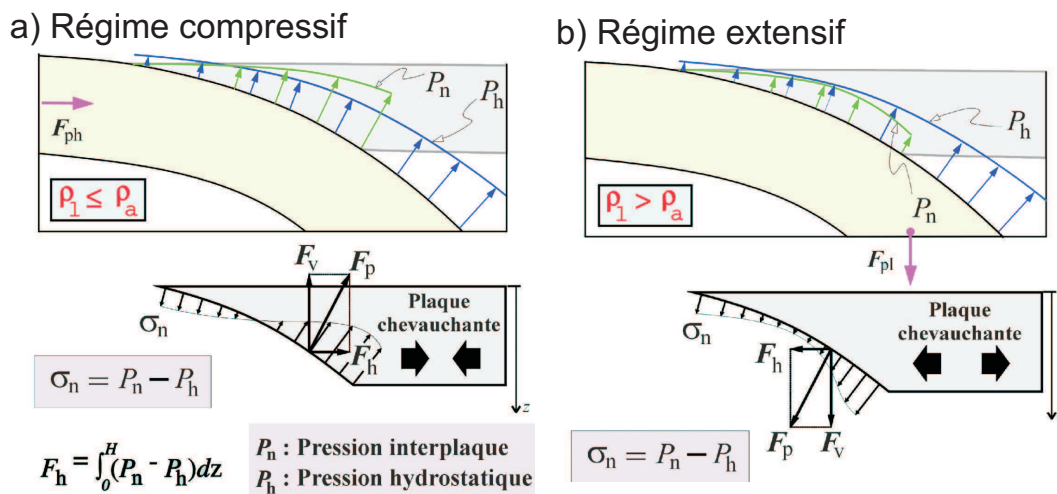 a) Régime compressif
b) Régime extensif
Pn
Ph
Fph
ρ1 ≤ ρa
Ph
Pn
ρ1 > ρa
Fpl
Fv
Fp
σn
Fh
Plaque
chevauchante
z
σn = Pn – Ph
Fh = ∫0H(Pn - Ph)dz
Pn : Pression interplaque
Ph : Pression hydrostatique
σn
Fh
Fp
Fv
Plaque
chevauchante
σn = Pn – Ph